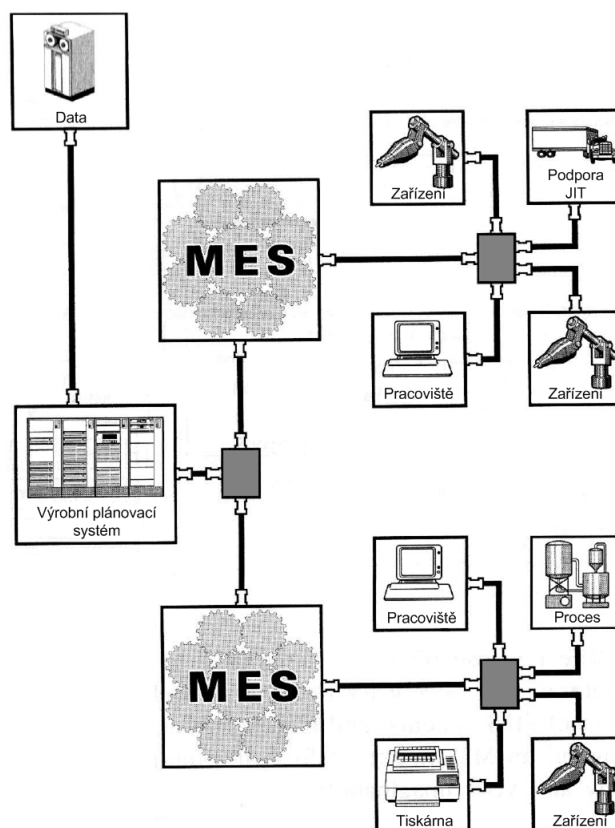 Data
Zařízení
Podpora
JIT
MES
Pracoviště
Zařízení
Výrobní plánovací
systém
Pracoviště
Proces
MES
Tiskárna
Zařízení